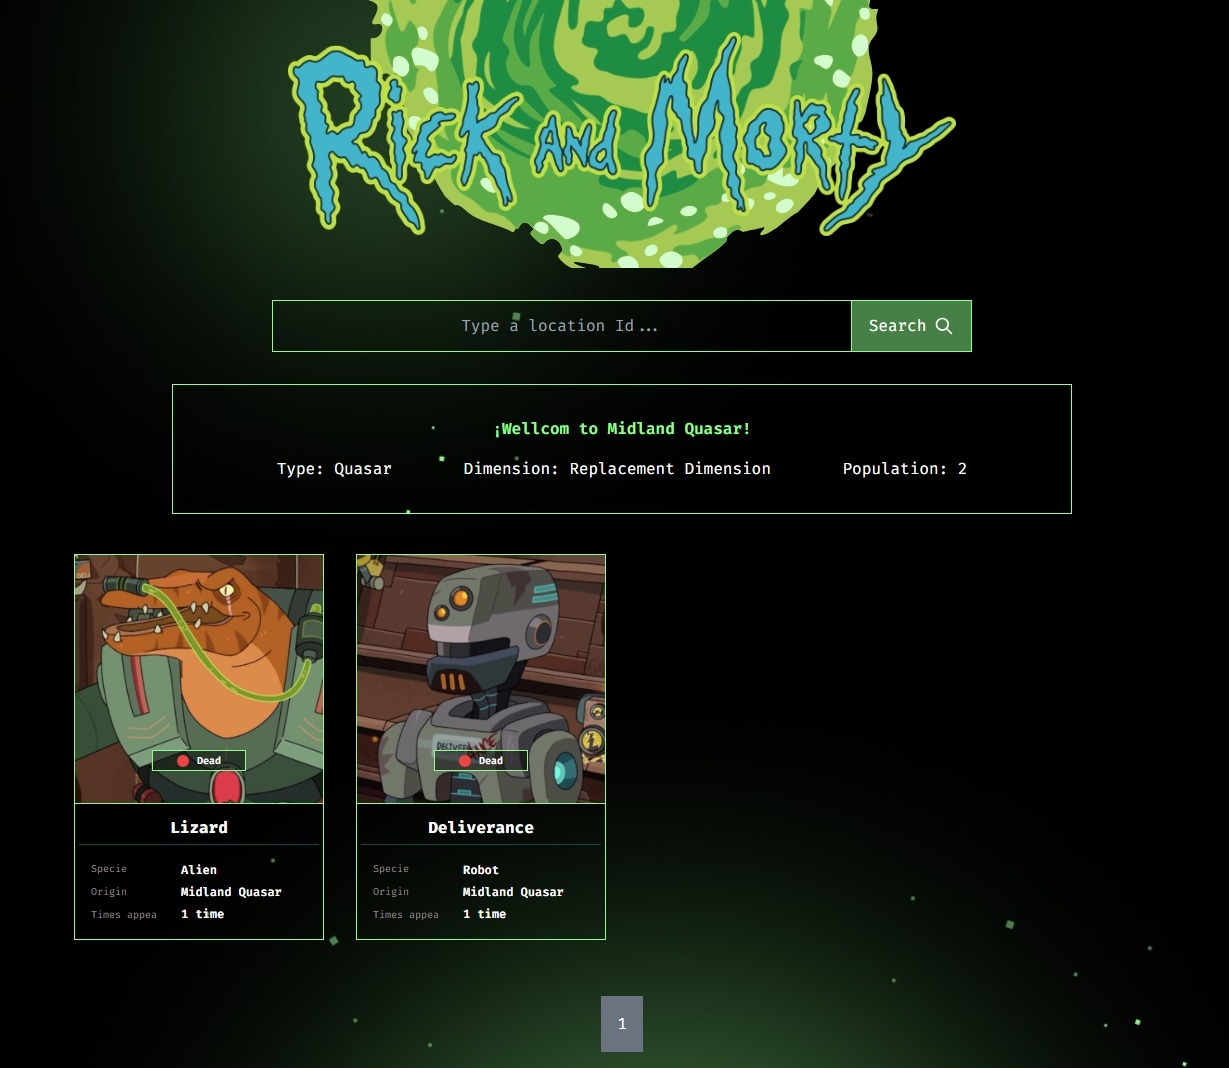 Rick and Morty
™
Type a location Id...
Search
¡Wellcom to Midland Quasar!
Type: Quasar
Dimension: Replacement Dimension
Population: 2
Dead
Lizard
Specie Alien
Origin Midland Quasar
Times appea 1 time
Dead
Deliverance
Specie Robot
Origin Midland Quasar
Times appea 1 time
1